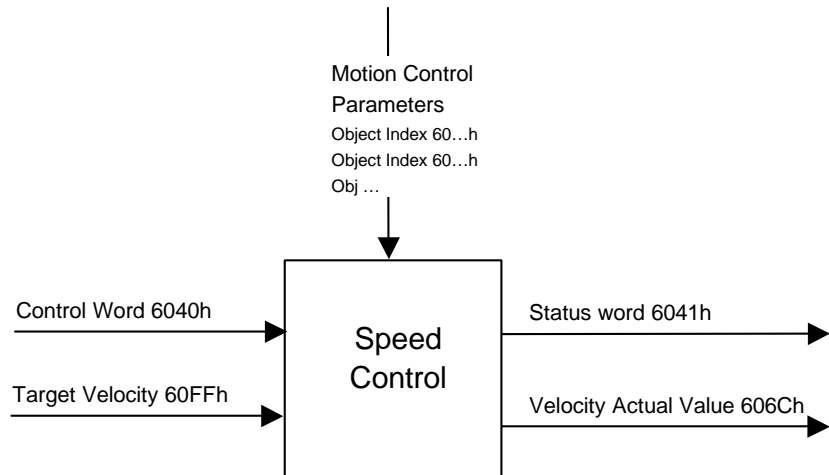 Motion Control
Parameters
Object Index 60…h
Object Index 60…h
Obj …
Control Word 6040h
Target Velocity 60FFh
Speed
Control
Status word 6041h
Velocity Actual Value 606Ch